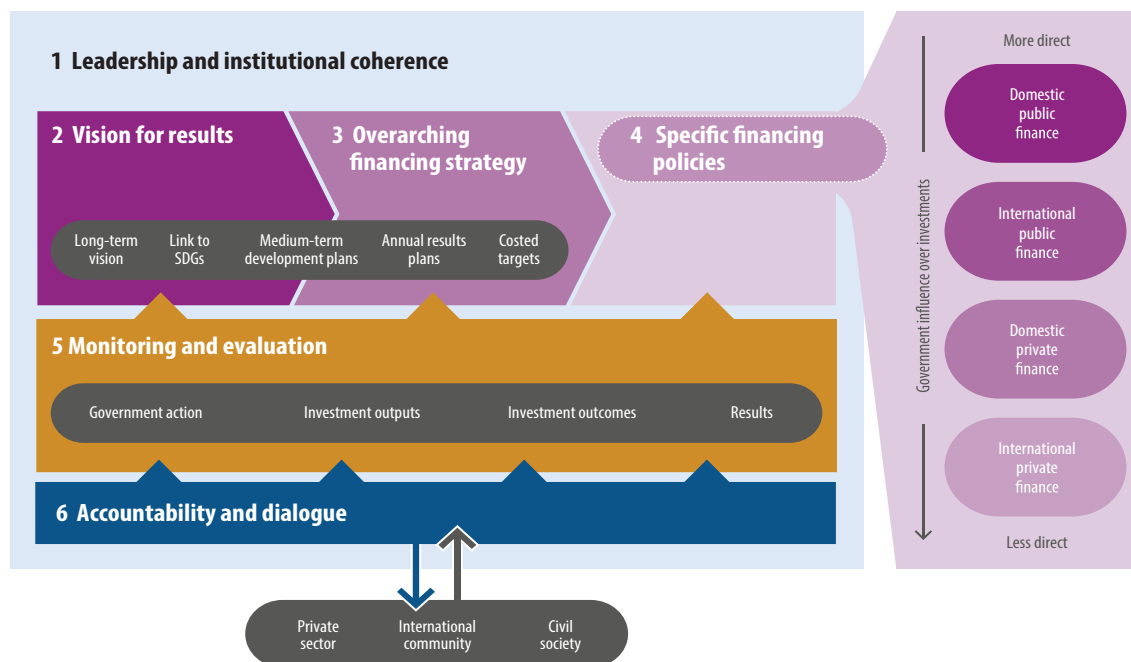 1 Leadership and institutional coherence
2 Vision for results
3 Overarching
financing strategy
4 Specific financing
policies
Long-term
vision
Link to
SDGs
Medium-term
development plans
Annual results
plans
Costed
targets
5 Monitoring and evaluation
Government action
Investment outputs
Investment outcomes
Results
6 Accountability and dialogue
Private
sector
International
community
Civil
society
More direct
Government influence over investments
Domestic
public
finance
International
public
finance
Domestic
private
finance
International
private
finance
Less direct